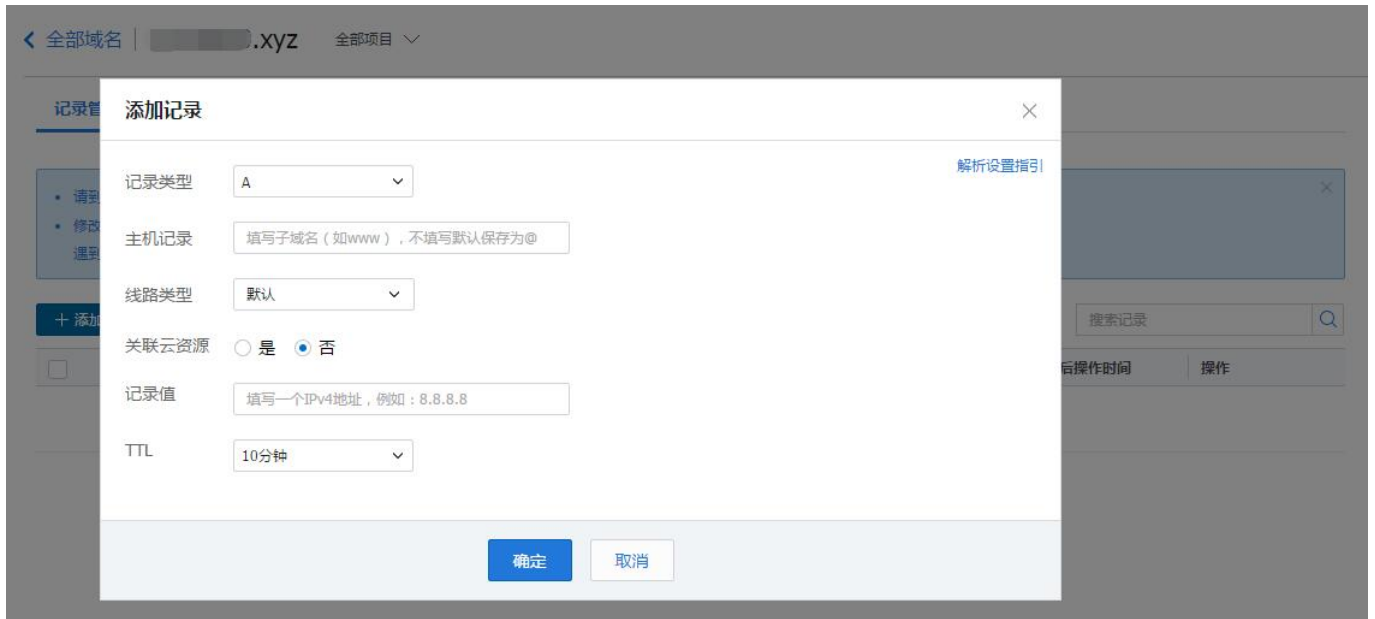 全部域名 .xyz 全部项目
记录管
添加记录
解析设置指引
记录类型 A
请到
主机记录 填写子域名（如www），不填写默认保存为@
修改
遇到
线路类型 默认
添加
搜索记录
关联云资源 是 否
后操作时间 操作
记录值 填写一个IPv4地址，例如：8.8.8.8
TTL 10分钟
确定 取消